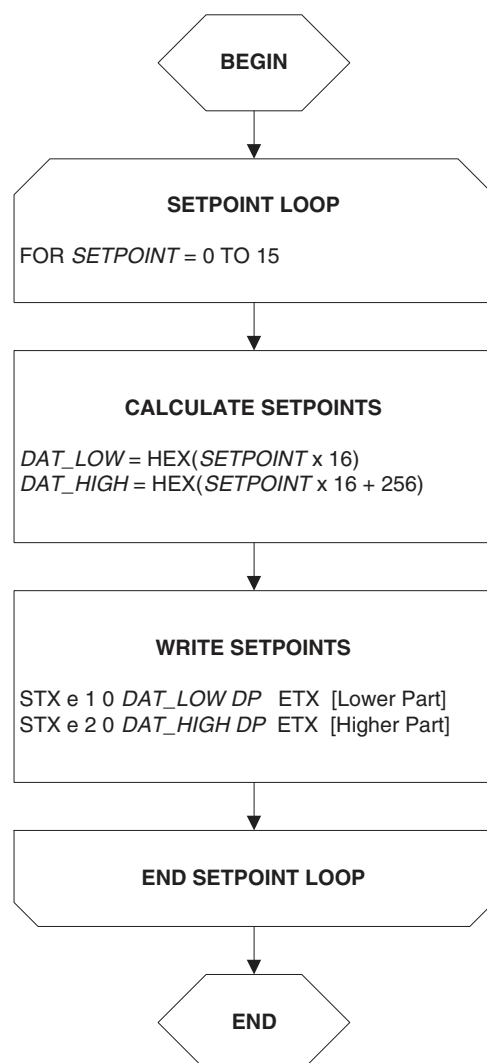 BEGIN
SETPOINT LOOP
FOR SETPOINT = 0 TO 15
CALCULATE SETPOINTS
DAT_LOW = HEX(SETPOINT x 16)
DAT_HIGH = HEX(SETPOINT x 16 + 256)
WRITE SETPOINTS
STX e 1 0 DAT_LOW DP ETX [Lower Part]
STX e 2 0 DAT_HIGH DP ETX [Higher Part]
END SETPOINT LOOP
END